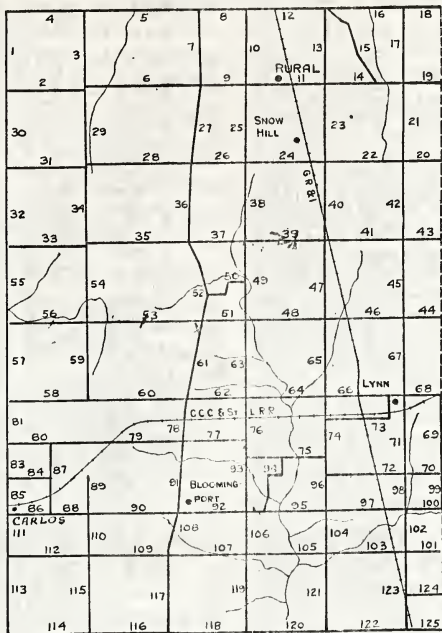 4 5 8 12 16 18
1 3 7 10 13 15 17
RURAL
2 6 9 11 14 19
SNOW HILL
30 29 27 25 23 21
31 28 26 24 22 20
GR & I
32 34 36 38 40 42
33 35 37 39 41 43
55 54 52 50 49 47 45
56 53 51 48 46 44
57 59 61 63 65 67
LYNN
58 60 62 64 66 68
CCC & St L RR
81 78 76 74 73 71 69
80 79 77 75 72 70
83 84 87 93 94
85 89 91 96 98 99
BLOOMING-PORT
86 88 90 92 95 97 100
CARLOS
111 110 108 106 104 102
112 109 107 105 103 101
113 115 117 119 121 123 124
114 116 118 120 122 125